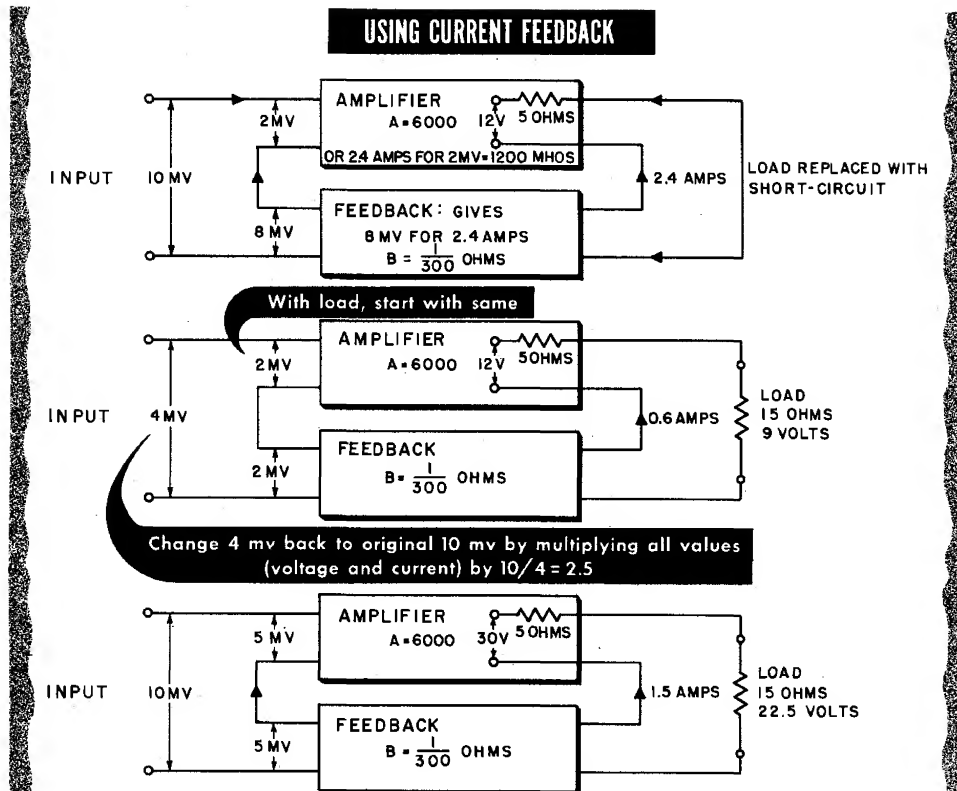 USING CURRENT FEEDBACK
AMPLIFIER
A=6000
2MV
12V
5 OHMS
OR 2.4 AMPS FOR 2MV=1200 MHOS
INPUT
10 MV
2.4 AMPS
LOAD REPLACED WITH
SHORT-CIRCUIT
8 MV
FEEDBACK: GIVES
8 MV FOR 2.4 AMPS
B = 1/300 OHMS
With load, start with same
AMPLIFIER
A=6000
2MV
12V
5OHMS
INPUT
4MV
0.6 AMPS
LOAD
15 OHMS
9 VOLTS
2 MV
FEEDBACK
B= 1/300 OHMS
Change 4 mv back to original 10 mv by multiplying all values
(voltage and current) by 10/4=2.5
AMPLIFIER
A=6000
5 MV
30V
5OHMS
INPUT
10MV
1.5 AMPS
LOAD
15 OHMS
22.5 VOLTS
5 MV
FEEDBACK
B = 1/300 OHMS